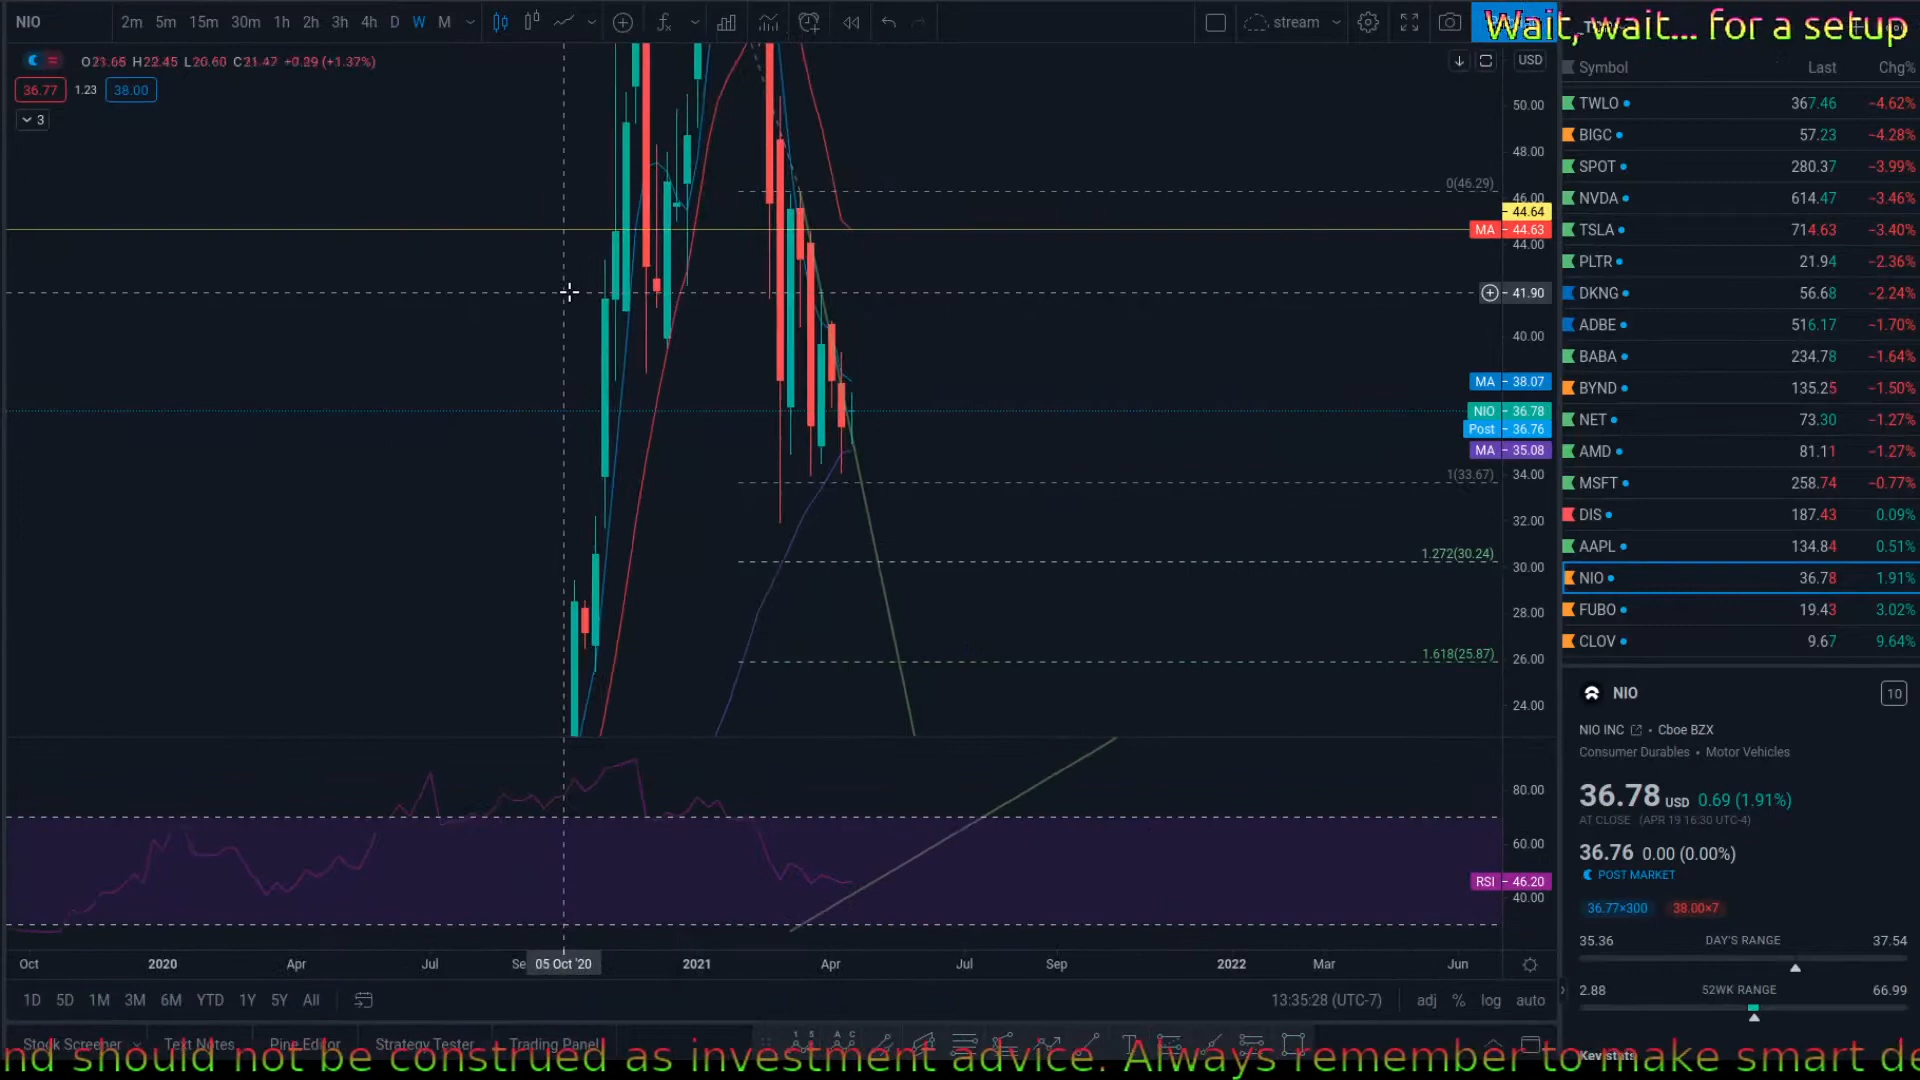 NIO 2m 5m 15m 30m 1h 2h 3h 4h D W M stream
Wait, wait... for a setup
O21.65 H22.45 L20.60 C21.47 +0.29 (+1.37%)
36.77 1.23 38.00
3
USD
50.00
48.00
46.00
44.00
40.00
34.00
32.00
30.00
28.00
26.00
24.00
0(46.29)
44.64
MA 44.63
41.90
MA 38.07
NIO 36.78
Post 36.76
MA 35.08
1(33.67)
1.272(30.24)
1.618(25.87)
80.00
60.00
RSI 46.20
40.00
Oct 2020 Apr Jul Se 05 Oct '20 2021 Apr Jul Sep 2022 Mar Jun
1D 5D 1M 3M 6M YTD 1Y 5Y All 13:35:28 (UTC-7) adj % log auto
Stock Screener Text Notes Pine Editor Strategy Tester Trading Panel
nd should not be construed as investment advice. Always remember to make smart de
Symbol Last Chg%
TWLO 367.46 −4.62%
BIGC 57.23 −4.28%
SPOT 280.37 −3.99%
NVDA 614.47 −3.46%
TSLA 714.63 −3.40%
PLTR 21.94 −2.36%
DKNG 56.68 −2.24%
ADBE 516.17 −1.70%
BABA 234.78 −1.64%
BYND 135.25 −1.50%
NET 73.30 −1.27%
AMD 81.11 −1.27%
MSFT 258.74 −0.77%
DIS 187.43 0.09%
AAPL 134.84 0.51%
NIO 36.78 1.91%
FUBO 19.43 3.02%
CLOV 9.67 9.64%
NIO 10
NIO INC • Cboe BZX
Consumer Durables • Motor Vehicles
36.78 USD 0.69 (1.91%)
AT CLOSE (APR 19 16:30 UTC-4)
36.76 0.00 (0.00%)
POST MARKET
36.77×300 38.00×7
35.36 DAY'S RANGE 37.54
2.88 52WK RANGE 66.99
Key stats